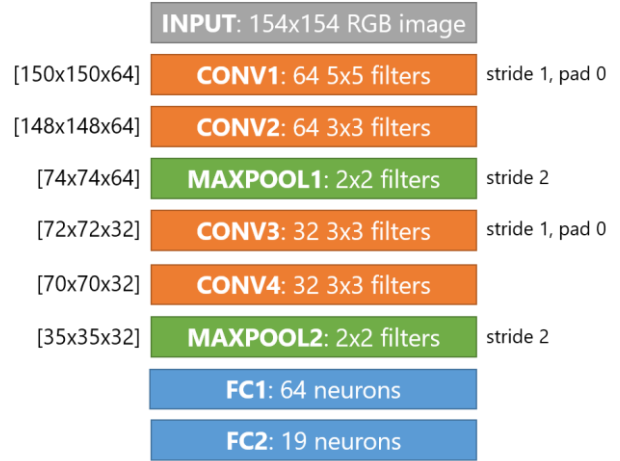 INPUT: 154x154 RGB image
[150x150x64] CONV1: 64 5x5 filters stride 1, pad 0
[148x148x64] CONV2: 64 3x3 filters
[74x74x64] MAXPOOL1: 2x2 filters stride 2
[72x72x32] CONV3: 32 3x3 filters stride 1, pad 0
[70x70x32] CONV4: 32 3x3 filters
[35x35x32] MAXPOOL2: 2x2 filters stride 2
FC1: 64 neurons
FC2: 19 neurons